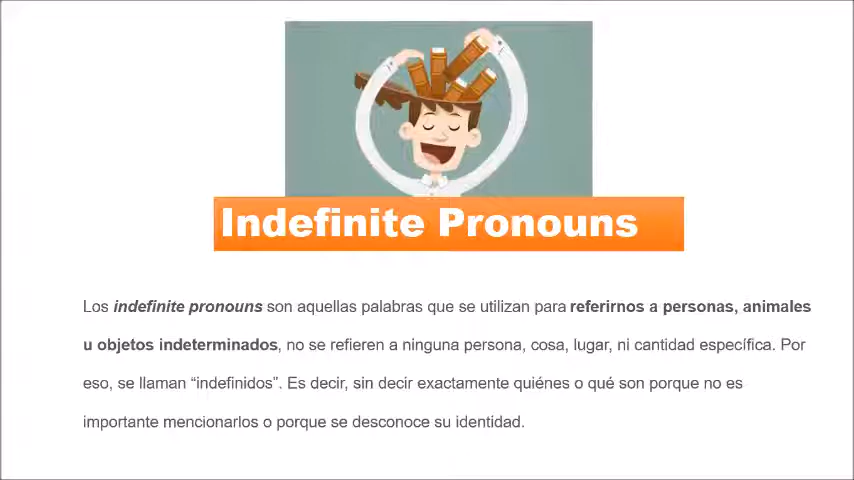 Indefinite Pronouns
Los indefinite pronouns son aquellas palabras que se utilizan para referirnos a personas, animales
u objetos indeterminados, no se refieren a ninguna persona, cosa, lugar, ni cantidad específica. Por
eso, se llaman “indefinidos”. Es decir, sin decir exactamente quiénes o qué son porque no es
importante mencionarlos o porque se desconoce su identidad.